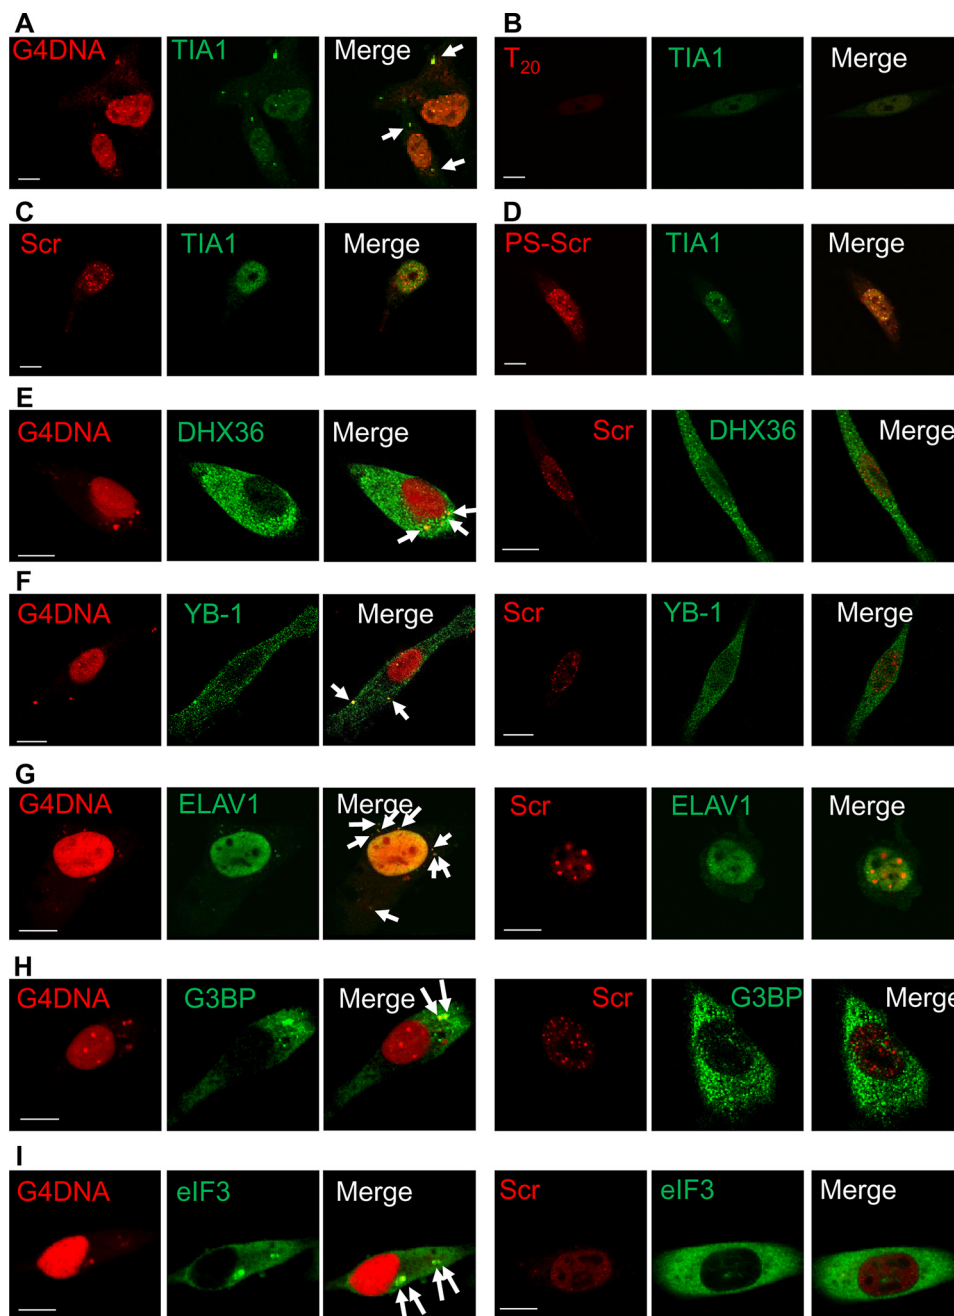 A
B
G4DNA TIA1 Merge
T20 TIA1 Merge
C
D
Scr TIA1 Merge
PS-Scr TIA1 Merge
E
G4DNA DHX36 Merge
Scr DHX36 Merge
F
G4DNA YB-1 Merge
Scr YB-1 Merge
G
G4DNA ELAV1 Merge
Scr ELAV1 Merge
H
G4DNA G3BP Merge
Scr G3BP Merge
I
G4DNA eIF3 Merge
Scr eIF3 Merge